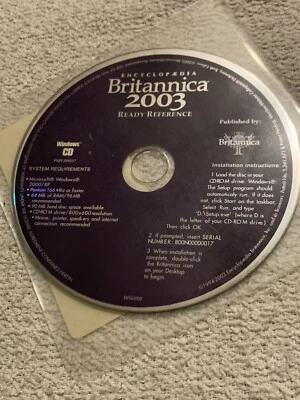 ENCYCLOPÆDIA
Britannica®
2003
READY REFERENCE
Windows®
CD
Published by:
Britannica®
SYSTEM REQUIREMENTS
• Microsoft® Windows®
2000/XP
• Pentium 166 Mhz or faster
• 64 MB of RAM/96 MB
recommended
• 90 MB hard disc space available
• CD-ROM drive/800x600 resolution
• Mouse, printer, speakers and internet
connection recommended
Installation instructions:
1 Load the disc in your
CD-ROM drive. Windows®
The Setup program should
automatically run. If it does
not, click Start from the taskbar,
Select Run, and type
"D:\Setup.exe" [where D is
the letter of your CD-ROM drive.]
Then click OK.
2 If prompted, insert SERIAL
NUMBER: 800N00000017
3 When installation is
complete, double-click
the Britannica icon
on your Desktop
to begin.